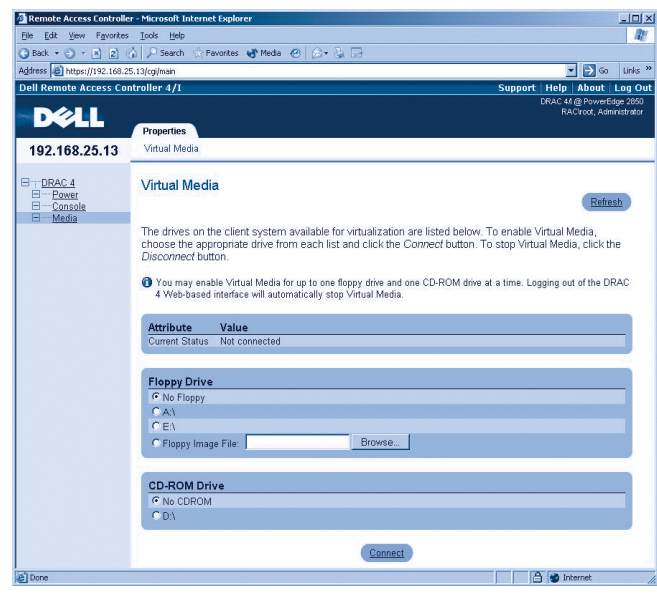 Remote Access Controller - Microsoft Internet Explorer
File Edit View Favorites Tools Help
Back Search Favorites Media
Address https://192.168.25.13/cgi/main Go Links »
Dell Remote Access Controller 4/I Support | Help | About | Log Out
DRAC 4/I @ PowerEdge 2850
RAC\root, Administrator
DELL
Properties
192.168.25.13 Virtual Media
DRAC 4
Power
Console
Media
Virtual Media
Refresh
The drives on the client system available for virtualization are listed below. To enable Virtual Media,
choose the appropriate drive from each list and click the Connect button. To stop Virtual Media, click the
Disconnect button.
You may enable Virtual Media for up to one floppy drive and one CD-ROM drive at a time. Logging out of the DRAC
4 Web-based interface will automatically stop Virtual Media.
Attribute Value
Current Status Not connected
Floppy Drive
No Floppy
A:\
E:\
Floppy Image File: Browse...
CD-ROM Drive
No CDROM
D:\
Connect
Done Internet